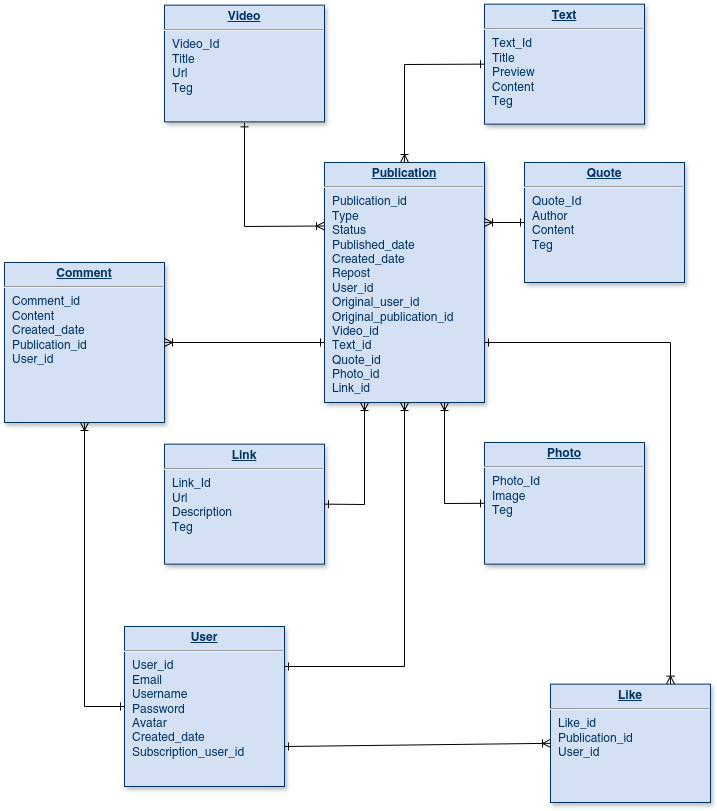 Video
Video_Id
Title
Url
Teg
Text
Text_Id
Title
Preview
Content
Teg
Publication
Publication_id
Type
Status
Published_date
Created_date
Repost
User_id
Original_user_id
Original_publication_id
Video_id
Text_id
Quote_id
Photo_id
Link_id
Quote
Quote_Id
Author
Content
Teg
Comment
Comment_id
Content
Created_date
Publication_id
User_id
Link
Link_Id
Url
Description
Teg
Photo
Photo_Id
Image
Teg
User
User_id
Email
Username
Password
Avatar
Created_date
Subscription_user_id
Like
Like_id
Publication_id
User_id